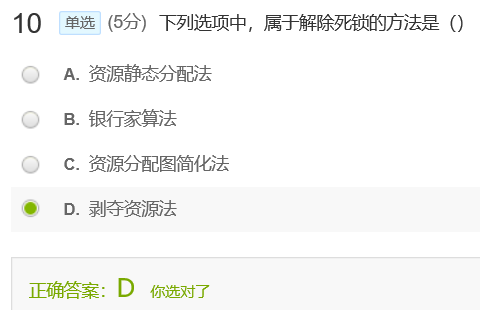 10 单选 (5分) 下列选项中，属于解除死锁的方法是（）
A. 资源静态分配法
B. 银行家算法
C. 资源分配图简化法
D. 剥夺资源法
正确答案： D 你选对了